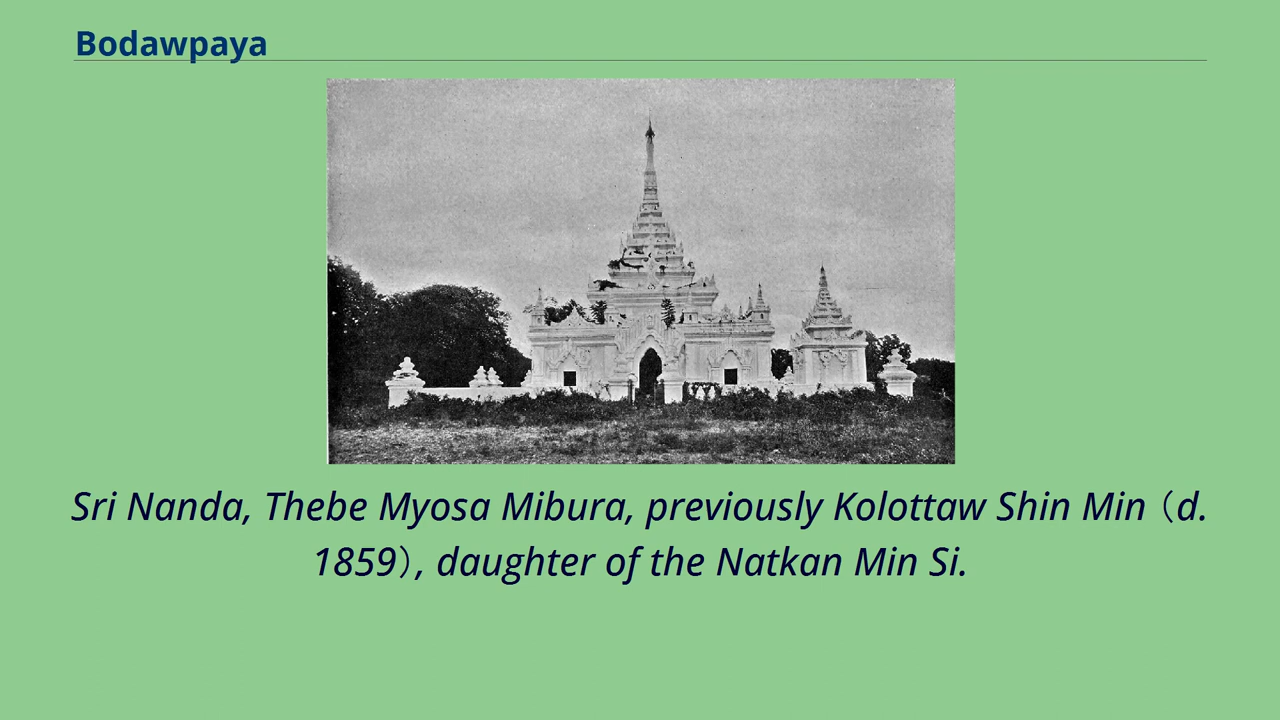 Bodawpaya
Sri Nanda, Thebe Myosa Mibura, previously Kolottaw Shin Min（d.
1859）, daughter of the Natkan Min Si.